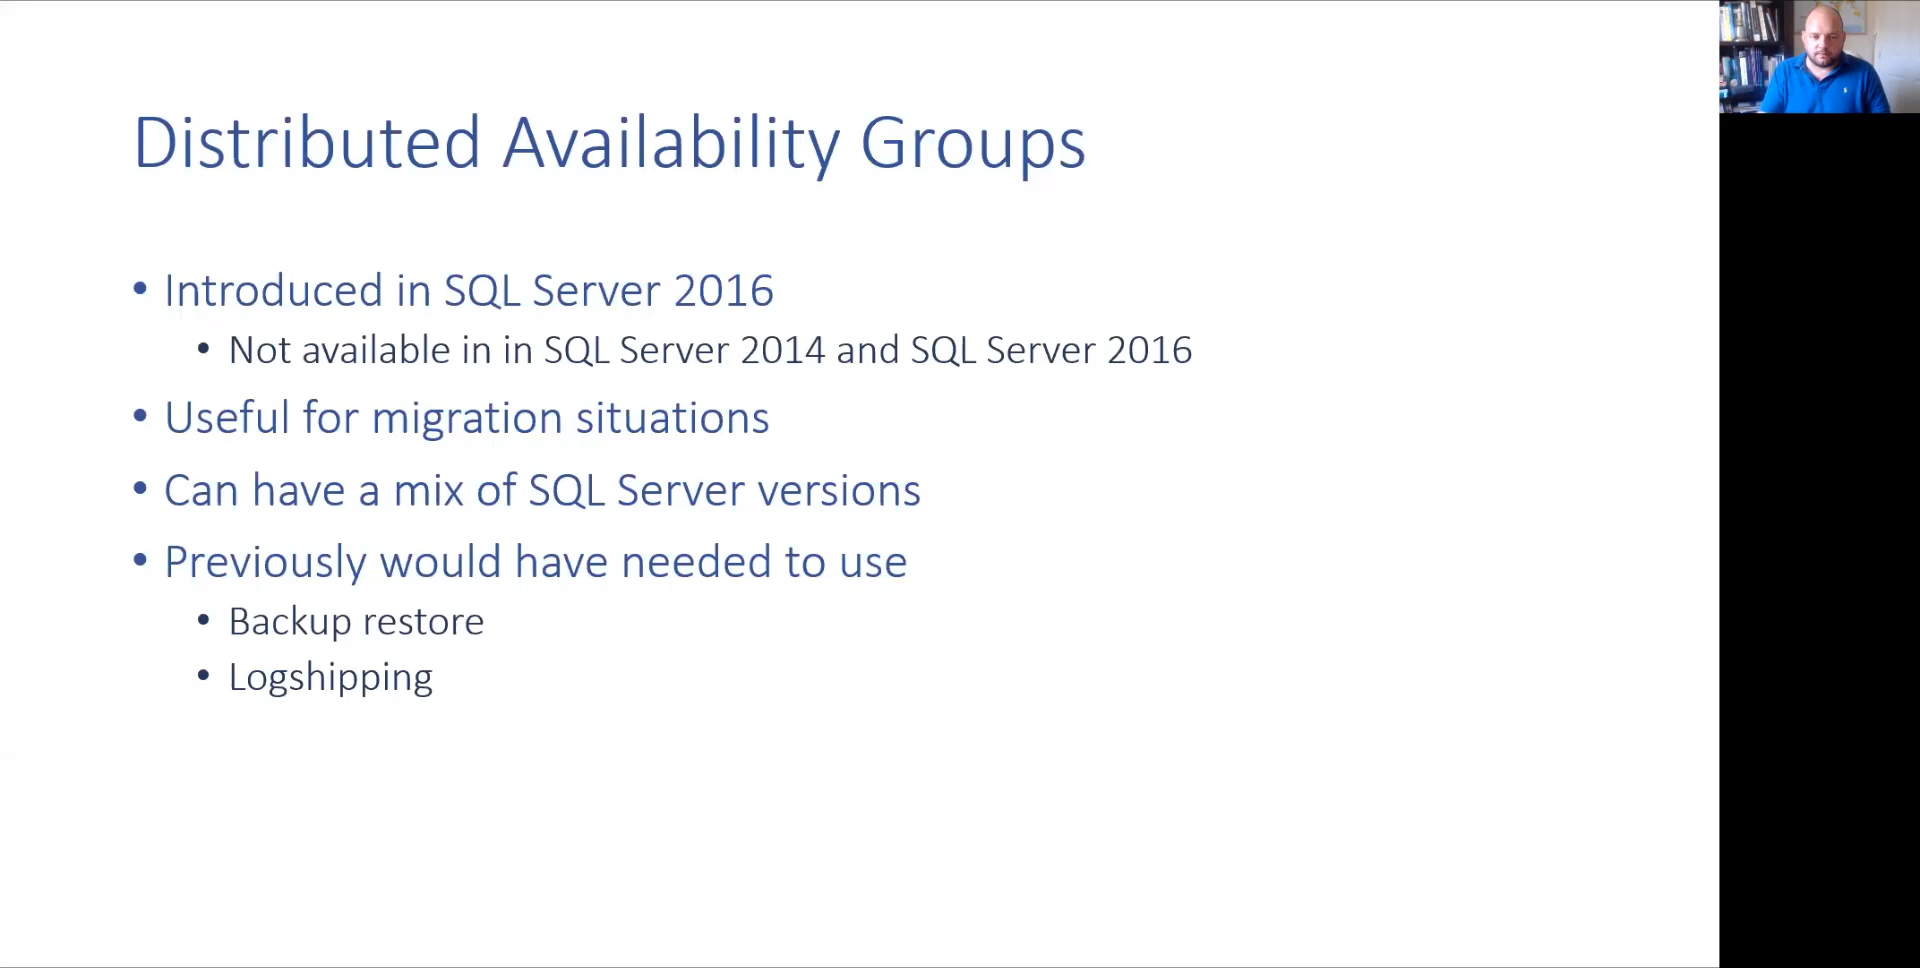 Distributed Availability Groups
• Introduced in SQL Server 2016
• Not available in in SQL Server 2014 and SQL Server 2016
• Useful for migration situations
• Can have a mix of SQL Server versions
• Previously would have needed to use
• Backup restore
• Logshipping